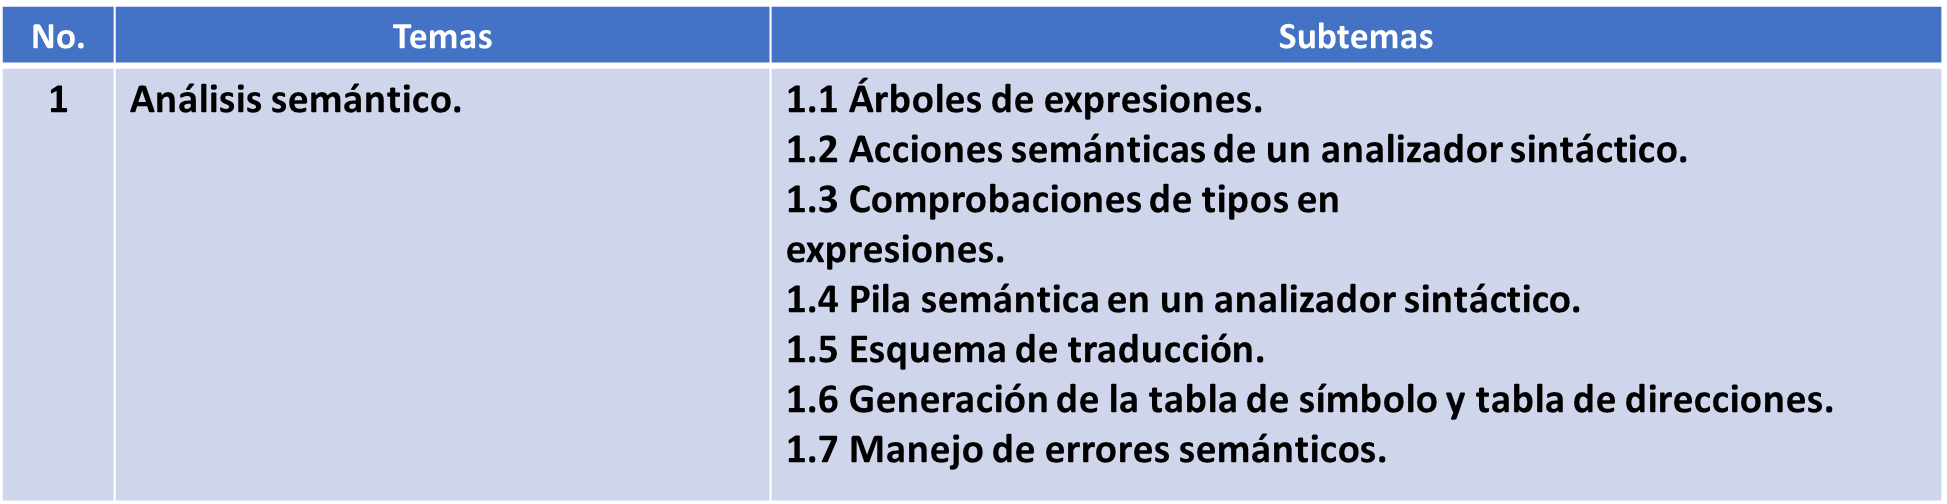 No. Temas Subtemas
1 Análisis semántico. 1.1 Árboles de expresiones.
1.2 Acciones semánticas de un analizador sintáctico.
1.3 Comprobaciones de tipos en
expresiones.
1.4 Pila semántica en un analizador sintáctico.
1.5 Esquema de traducción.
1.6 Generación de la tabla de símbolo y tabla de direcciones.
1.7 Manejo de errores semánticos.